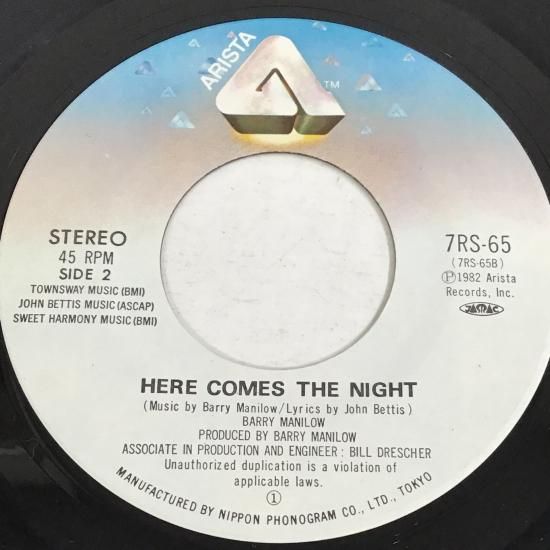 ARISTA
TM
STEREO
45 RPM
SIDE 2
TOWNSWAY MUSIC (BMI)
JOHN BETTIS MUSIC (ASCAP)
SWEET HARMONY MUSIC (BMI)
7RS-65
(7RS-65B)
Ⓟ1982 Arista
Records, Inc.
JASRAC
HERE COMES THE NIGHT
(Music by Barry Manilow/Lyrics by John Bettis)
BARRY MANILOW
PRODUCED BY BARRY MANILOW
ASSOCIATE IN PRODUCTION AND ENGINEER : BILL DRESCHER
Unauthorized duplication is a violation of
applicable laws.
①
MANUFACTURED BY NIPPON PHONOGRAM CO., LTD., TOKYO